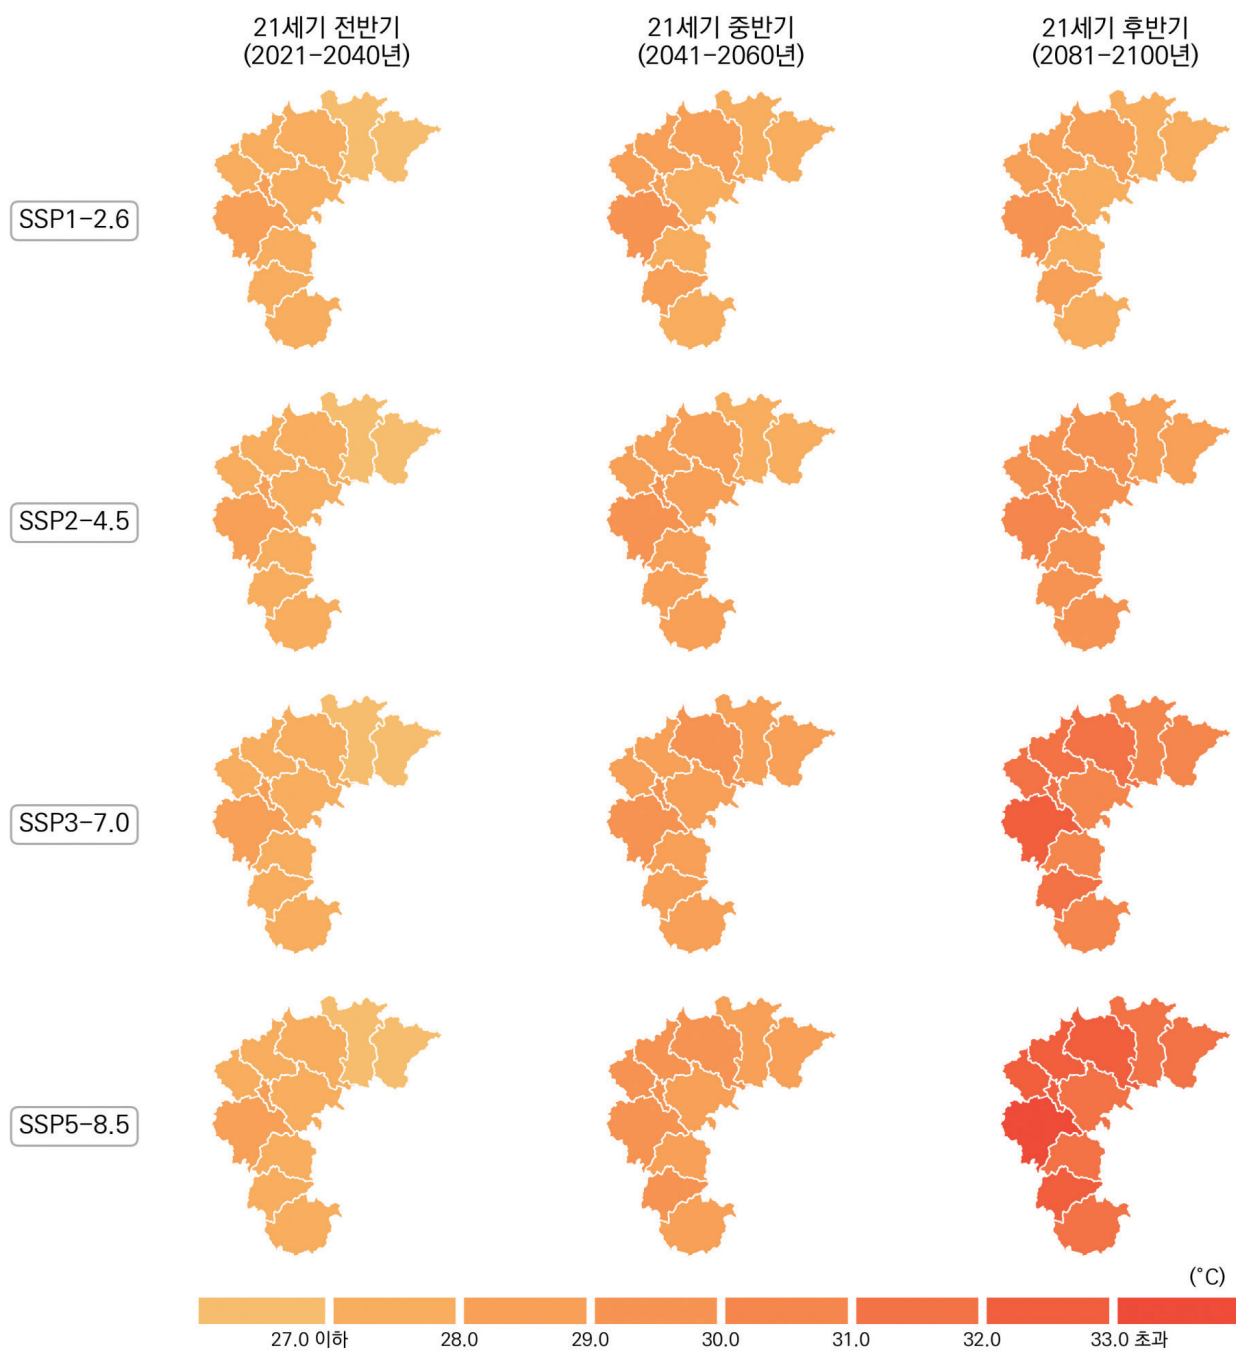 21세기 전반기
(2021-2040년)
21세기 중반기
(2041-2060년)
21세기 후반기
(2081-2100년)
SSP1-2.6
SSP2-4.5
SSP3-7.0
SSP5-8.5
(°C)
27.0 이하 28.0 29.0 30.0 31.0 32.0 33.0 초과